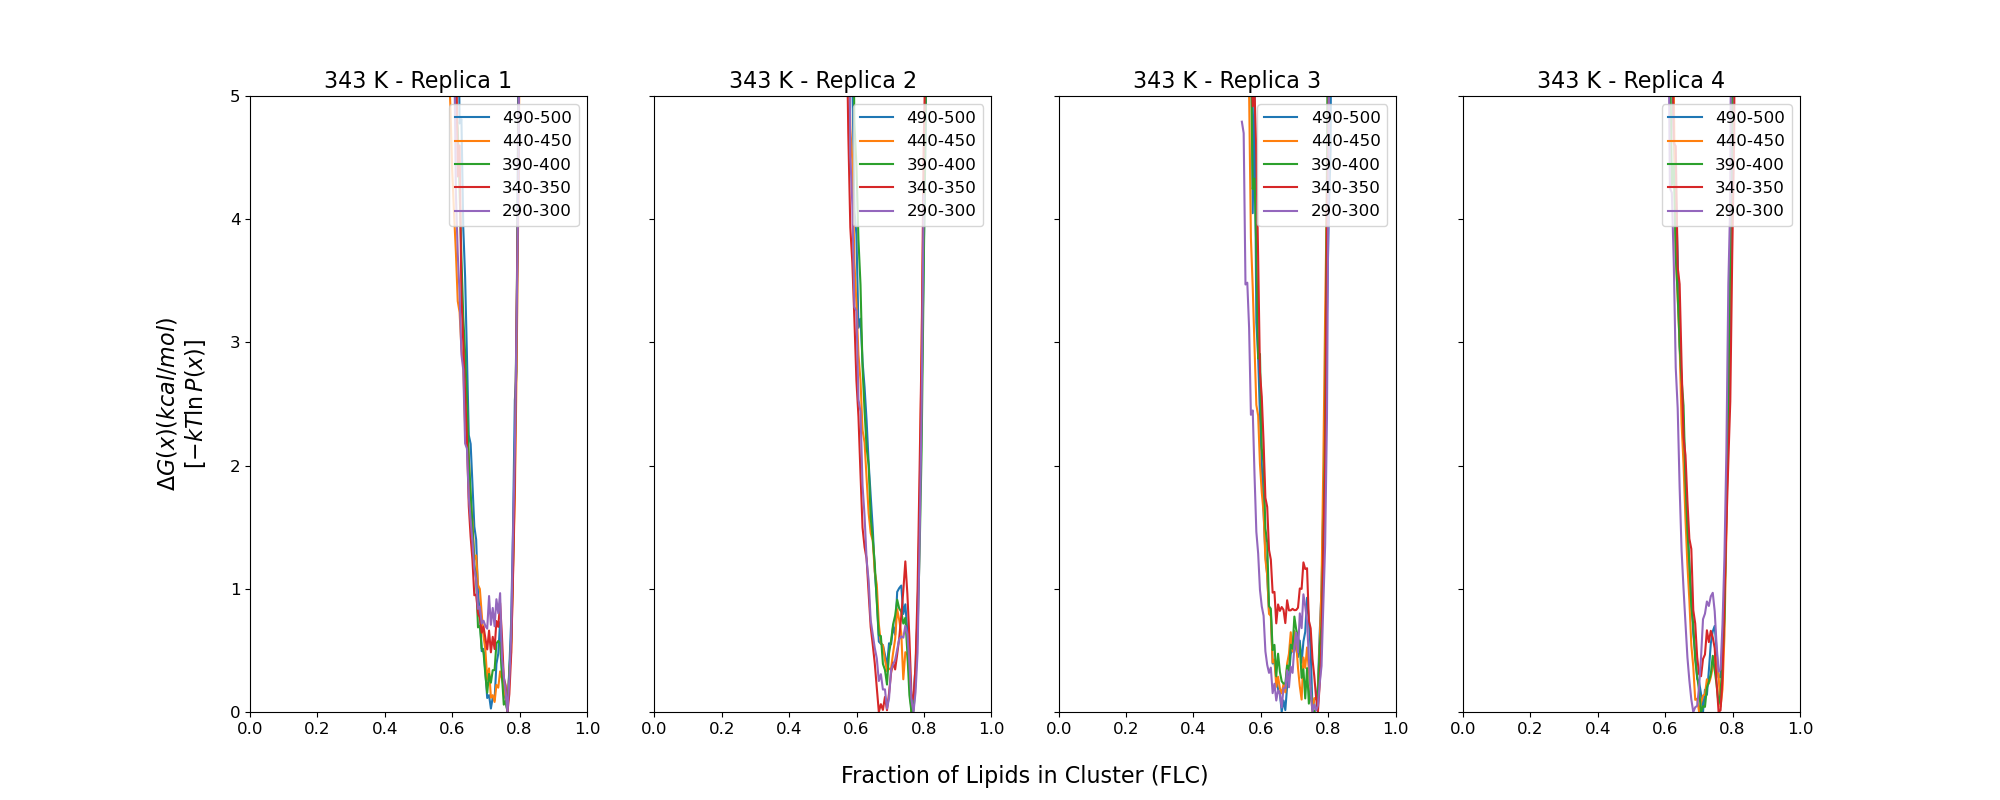 343 K - Replica 1
343 K - Replica 2
343 K - Replica 3
343 K - Replica 4
ΔG(x)(kcal/mol)
[−kT ln P(x)]
5
4
3
2
1
0
490-500
440-450
390-400
340-350
290-300
490-500
440-450
390-400
340-350
290-300
490-500
440-450
390-400
340-350
290-300
490-500
440-450
390-400
340-350
290-300
0.0 0.2 0.4 0.6 0.8 1.0
0.0 0.2 0.4 0.6 0.8 1.0
0.0 0.2 0.4 0.6 0.8 1.0
0.0 0.2 0.4 0.6 0.8 1.0
Fraction of Lipids in Cluster (FLC)